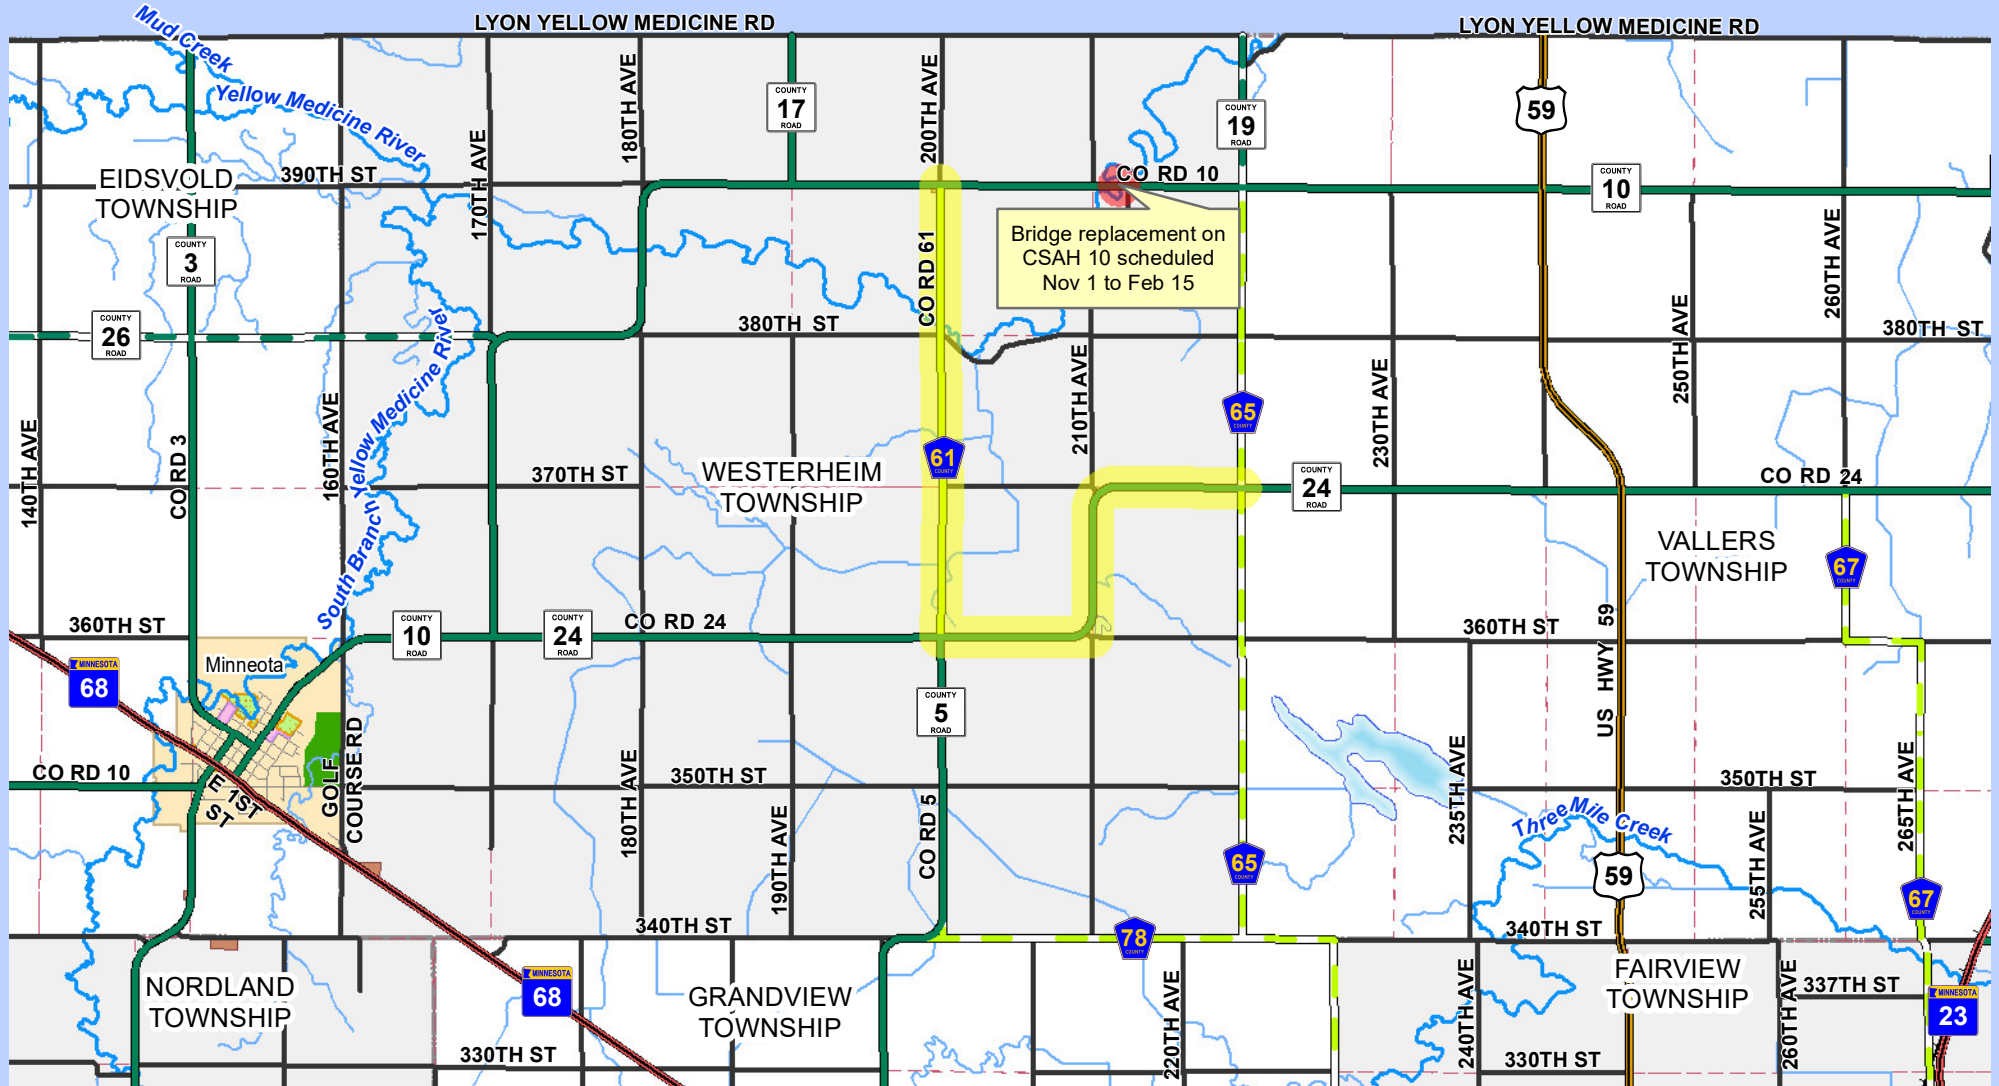 LYON YELLOW MEDICINE RD
LYON YELLOW MEDICINE RD
Mud Creek
Yellow Medicine River
180TH AVE
COUNTY
17
ROAD
200TH AVE
COUNTY
19
ROAD
59
170TH AVE
390TH ST
EIDSVOLD
TOWNSHIP
CO RD 10
COUNTY
10
ROAD
COUNTY
3
ROAD
CO RD 61
Bridge replacement on
CSAH 10 scheduled
Nov 1 to Feb 15
260TH AVE
COUNTY
26
ROAD
380TH ST
380TH ST
South Branch Yellow Medicine River
210TH AVE
250TH AVE
230TH AVE
65
COUNTY
140TH AVE
CO RD 3
160TH AVE
61
COUNTY
370TH ST
WESTERHEIM
TOWNSHIP
COUNTY
24
ROAD
CO RD 24
VALLERS
TOWNSHIP
67
COUNTY
360TH ST
COUNTY
10
ROAD
COUNTY
24
ROAD
CO RD 24
360TH ST
US HWY 59
Minneota
MINNESOTA
68
COUNTY
5
ROAD
GOLF
COURSE RD
CO RD 10
E 1ST
ST
180TH AVE
350TH ST
190TH AVE
CO RD 5
235TH AVE
350TH ST
265TH AVE
Three Mile Creek
255TH AVE
65
COUNTY
59
67
COUNTY
340TH ST
78
COUNTY
340TH ST
NORDLAND
TOWNSHIP
MINNESOTA
68
GRANDVIEW
TOWNSHIP
220TH AVE
240TH AVE
FAIRVIEW
TOWNSHIP
260TH AVE
337TH ST
MINNESOTA
23
330TH ST
330TH ST